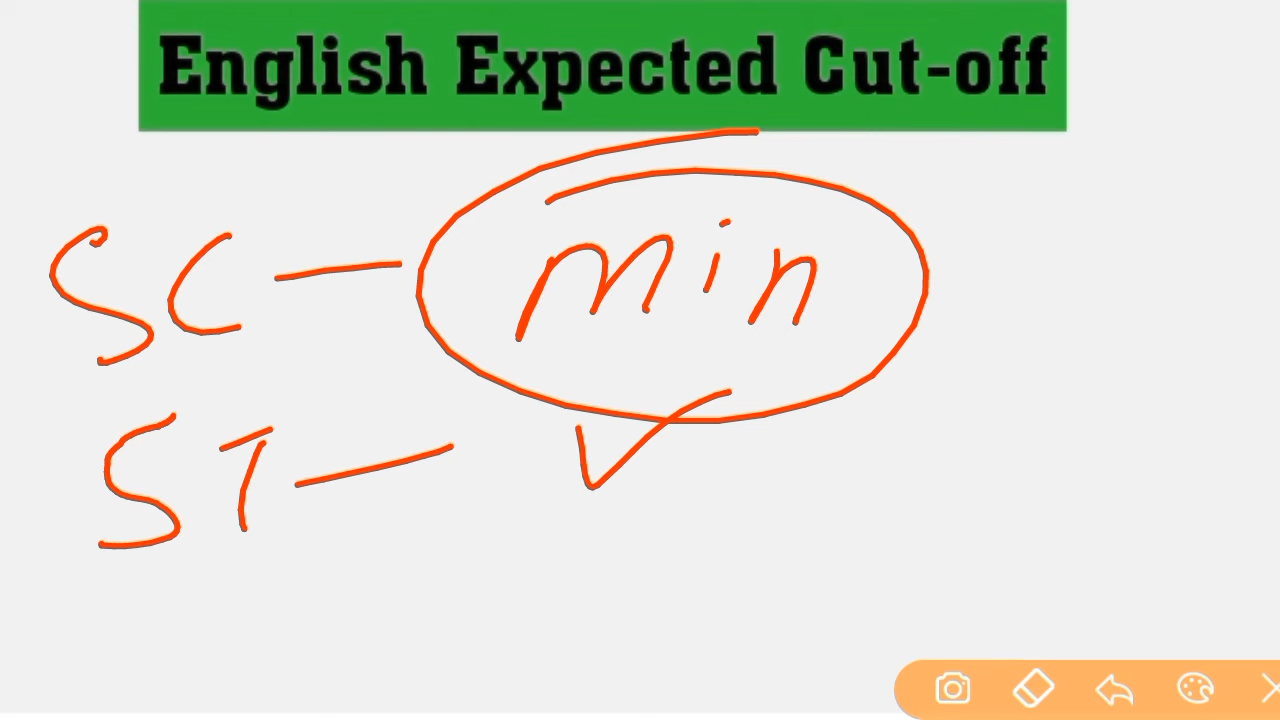 English Expected Cut-off
SC - min
ST - ✓